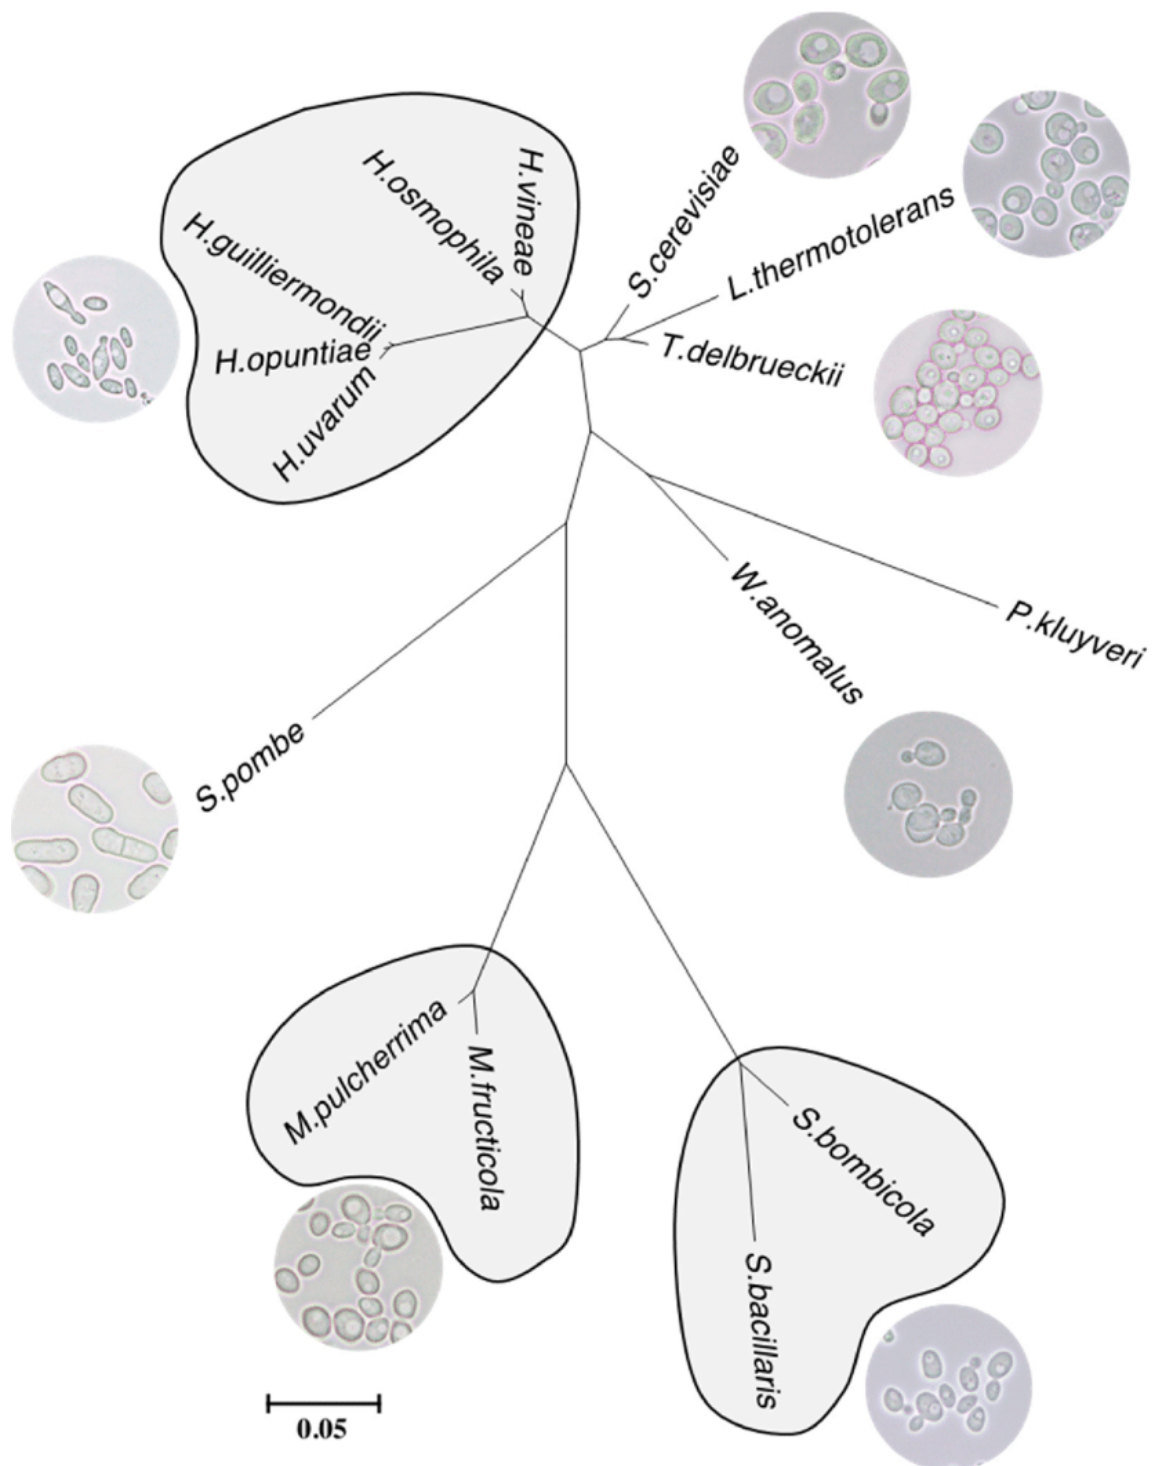 H.vineae
H.osmophila
S.cerevisiae
L.thermotolerans
H.guilliermondii
H.opuntiae
T.delbrueckii
H.uvarum
W.anomalus
P.kluyveri
S.pombe
M.pulcherrima
M.fructicola
S.bombicola
S.bacillaris
0.05